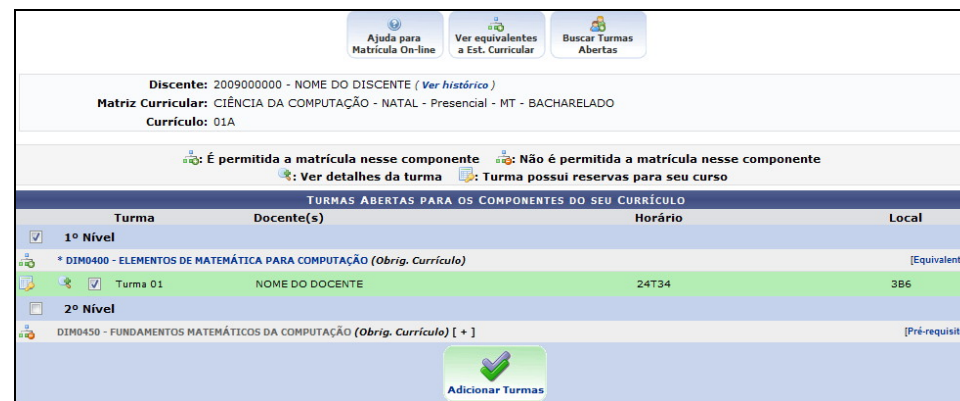 Ajuda para Matrícula On-line
Ver equivalentes a Est. Curricular
Buscar Turmas Abertas
Discente: 2009000000 - NOME DO DISCENTE ( Ver histórico )
Matriz Curricular: CIÊNCIA DA COMPUTAÇÃO - NATAL - Presencial - MT - BACHARELADO
Currículo: 01A
: É permitida a matrícula nesse componente : Não é permitida a matrícula nesse componente
: Ver detalhes da turma : Turma possui reservas para seu curso
TURMAS ABERTAS PARA OS COMPONENTES DO SEU CURRÍCULO
Turma Docente(s) Horário Local
1º Nível
* DIM0400 - ELEMENTOS DE MATEMÁTICA PARA COMPUTAÇÃO (Obrig. Currículo) [Equivalent
Turma 01 NOME DO DOCENTE 24T34 3B6
2º Nível
DIM0450 - FUNDAMENTOS MATEMÁTICOS DA COMPUTAÇÃO (Obrig. Currículo) [ + ] [Pré-requisit
Adicionar Turmas